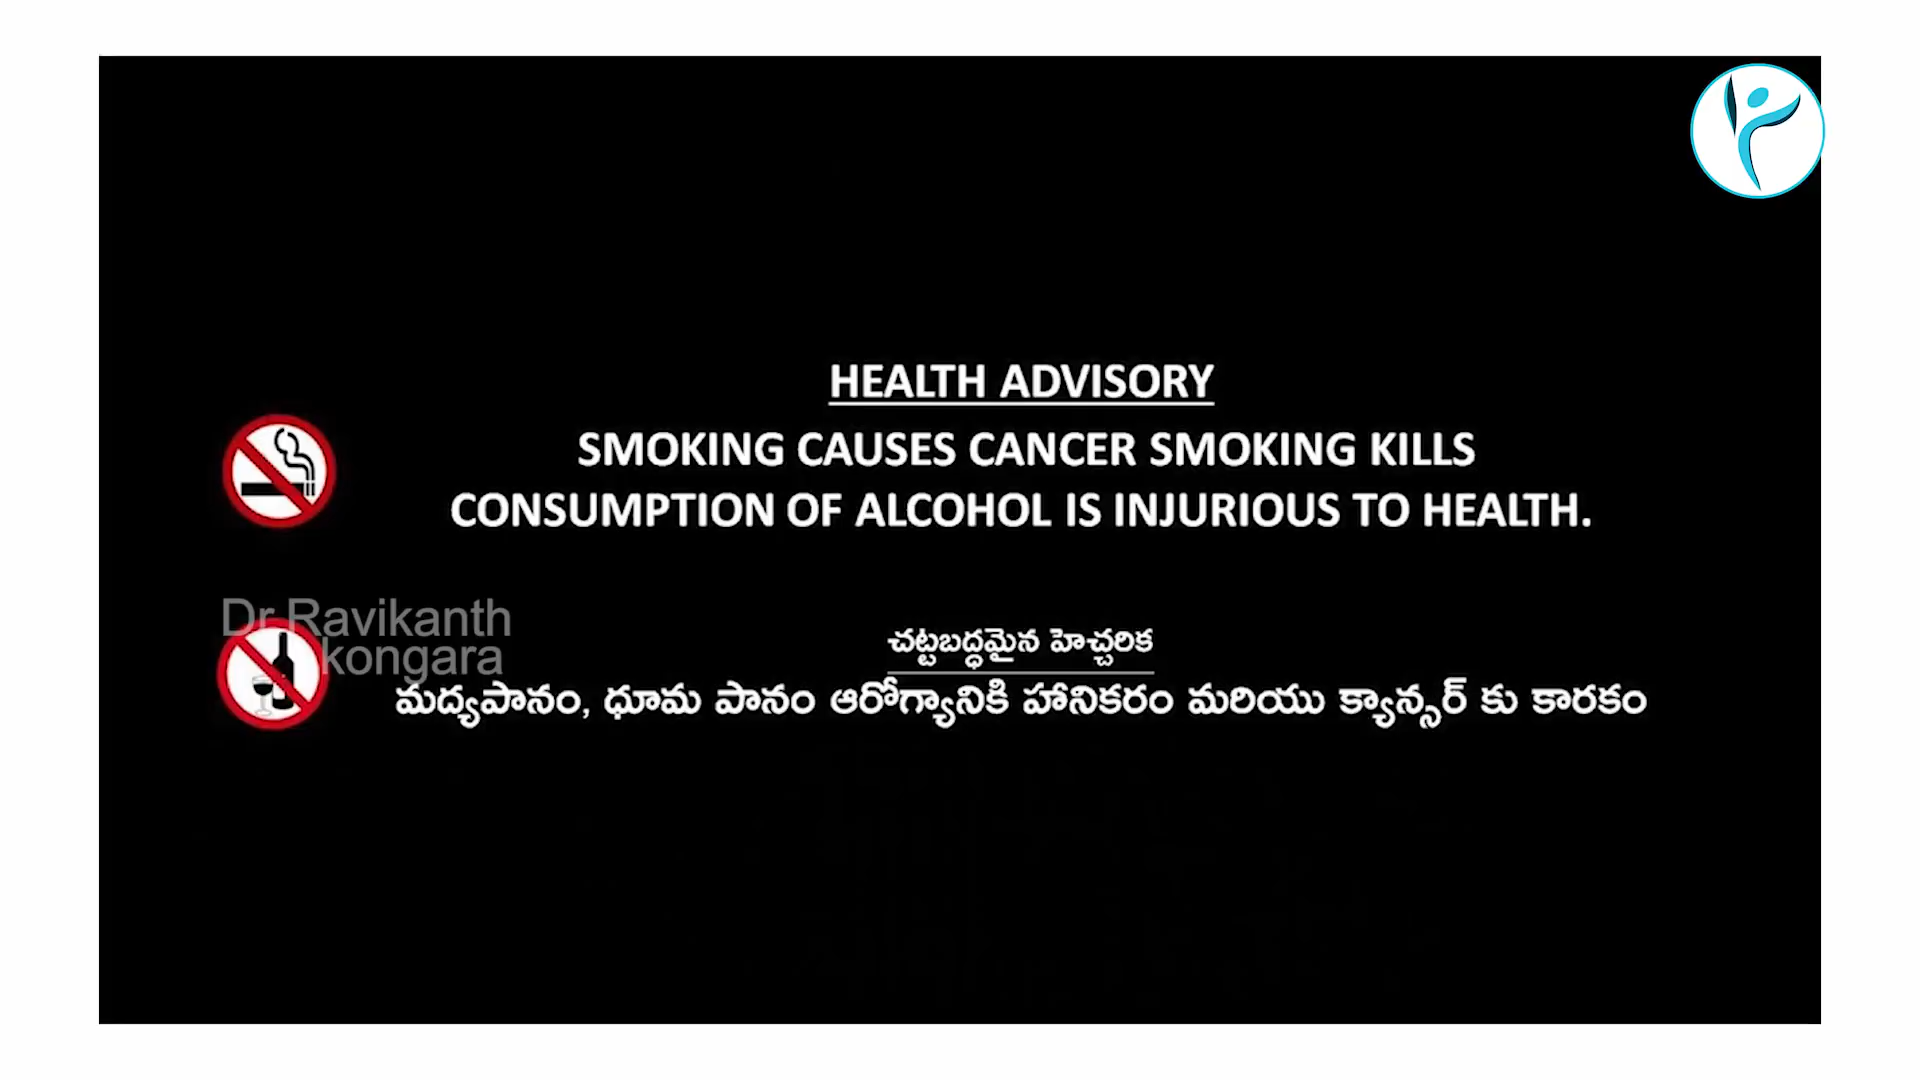 HEALTH ADVISORY
SMOKING CAUSES CANCER SMOKING KILLS
CONSUMPTION OF ALCOHOL IS INJURIOUS TO HEALTH.
Dr Ravikanth
kongara
చట్టబద్ధమైన హెచ్చరిక
మద్యపానం, ధూమ పానం ఆరోగ్యానికి హానికరం మరియు క్యాన్సర్ కు కారకం